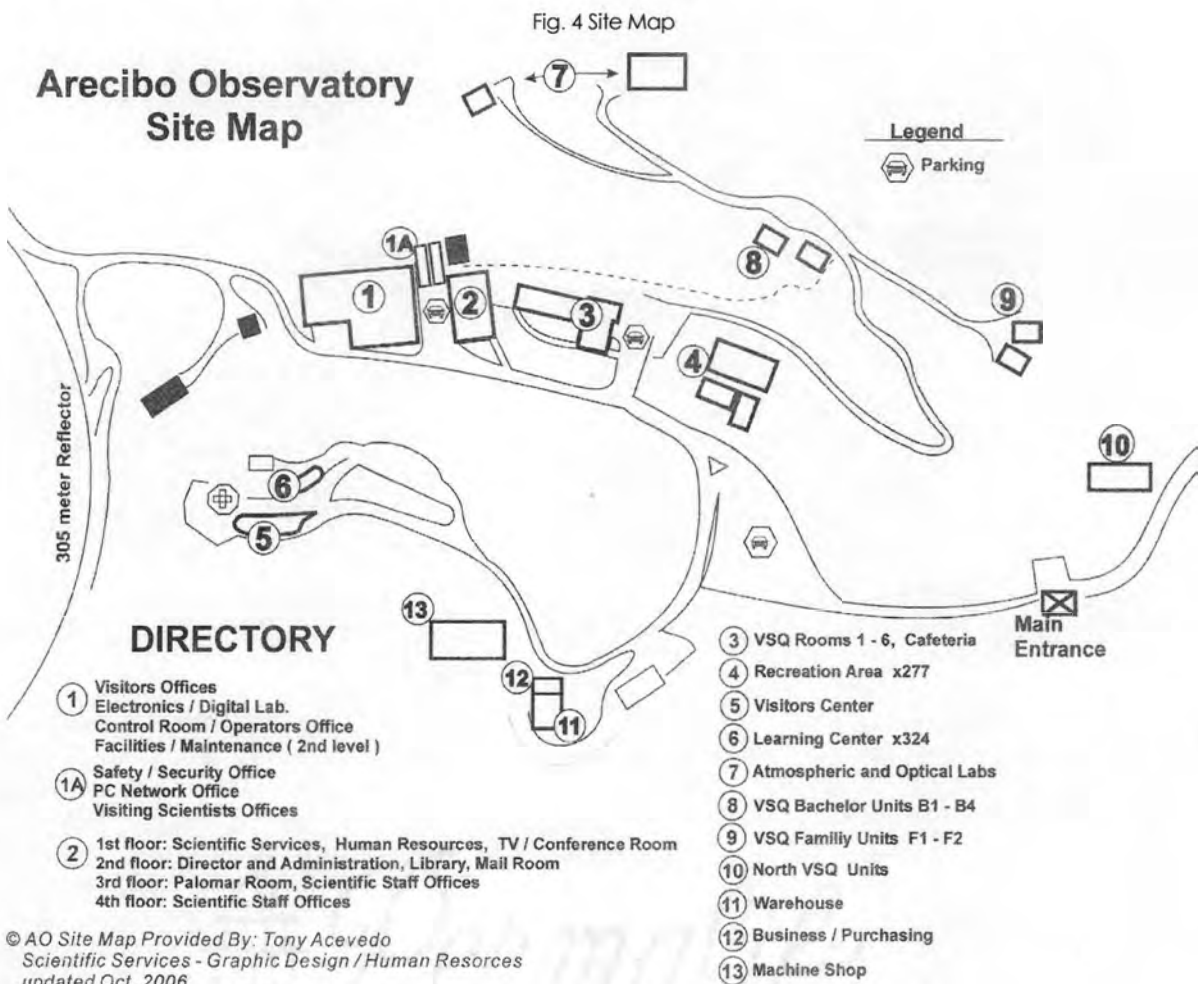 Fig. 4 Site Map
Arecibo Observatory
Site Map
7
Legend
Parking
1A
8
9
1
2
3
4
10
305 meter Reflector
6
5
Main
Entrance
13
12
11
DIRECTORY
1 Visitors Offices
Electronics / Digital Lab.
Control Room / Operators Office
Facilities / Maintenance ( 2nd level )
1A Safety / Security Office
PC Network Office
Visiting Scientists Offices
2 1st floor: Scientific Services, Human Resources, TV / Conference Room
2nd floor: Director and Administration, Library, Mail Room
3rd floor: Palomar Room, Scientific Staff Offices
4th floor: Scientific Staff Offices
3 VSQ Rooms 1 - 6, Cafeteria
4 Recreation Area x277
5 Visitors Center
6 Learning Center x324
7 Atmospheric and Optical Labs
8 VSQ Bachelor Units B1 - B4
9 VSQ Familiy Units F1 - F2
10 North VSQ Units
11 Warehouse
12 Business / Purchasing
13 Machine Shop
© AO Site Map Provided By: Tony Acevedo
Scientific Services - Graphic Design / Human Resorces
updated Oct. 2006